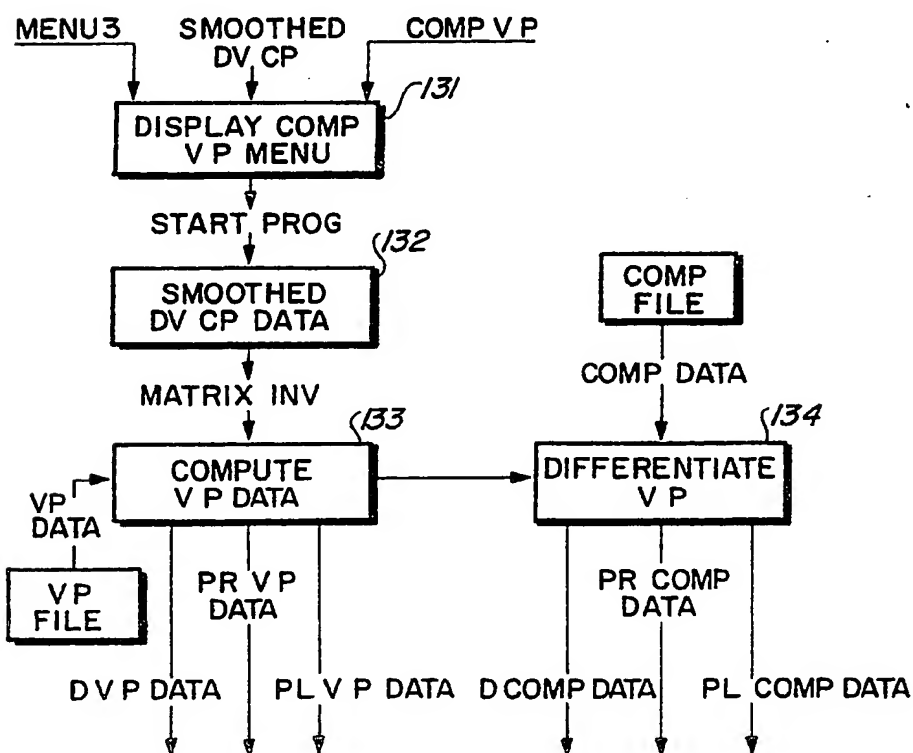 MENU3
SMOOTHED
DV CP
COMP V P
131
DISPLAY COMP
V P MENU
START PROG
132
SMOOTHED
DV CP DATA
COMP
FILE
MATRIX INV
COMP DATA
133
134
COMPUTE
V P DATA
DIFFERENTIATE
V P
VP
DATA
V P
FILE
PR V P
DATA
PR COMP
DATA
D V P DATA
PL V P DATA
D COMP DATA
PL COMP DATA